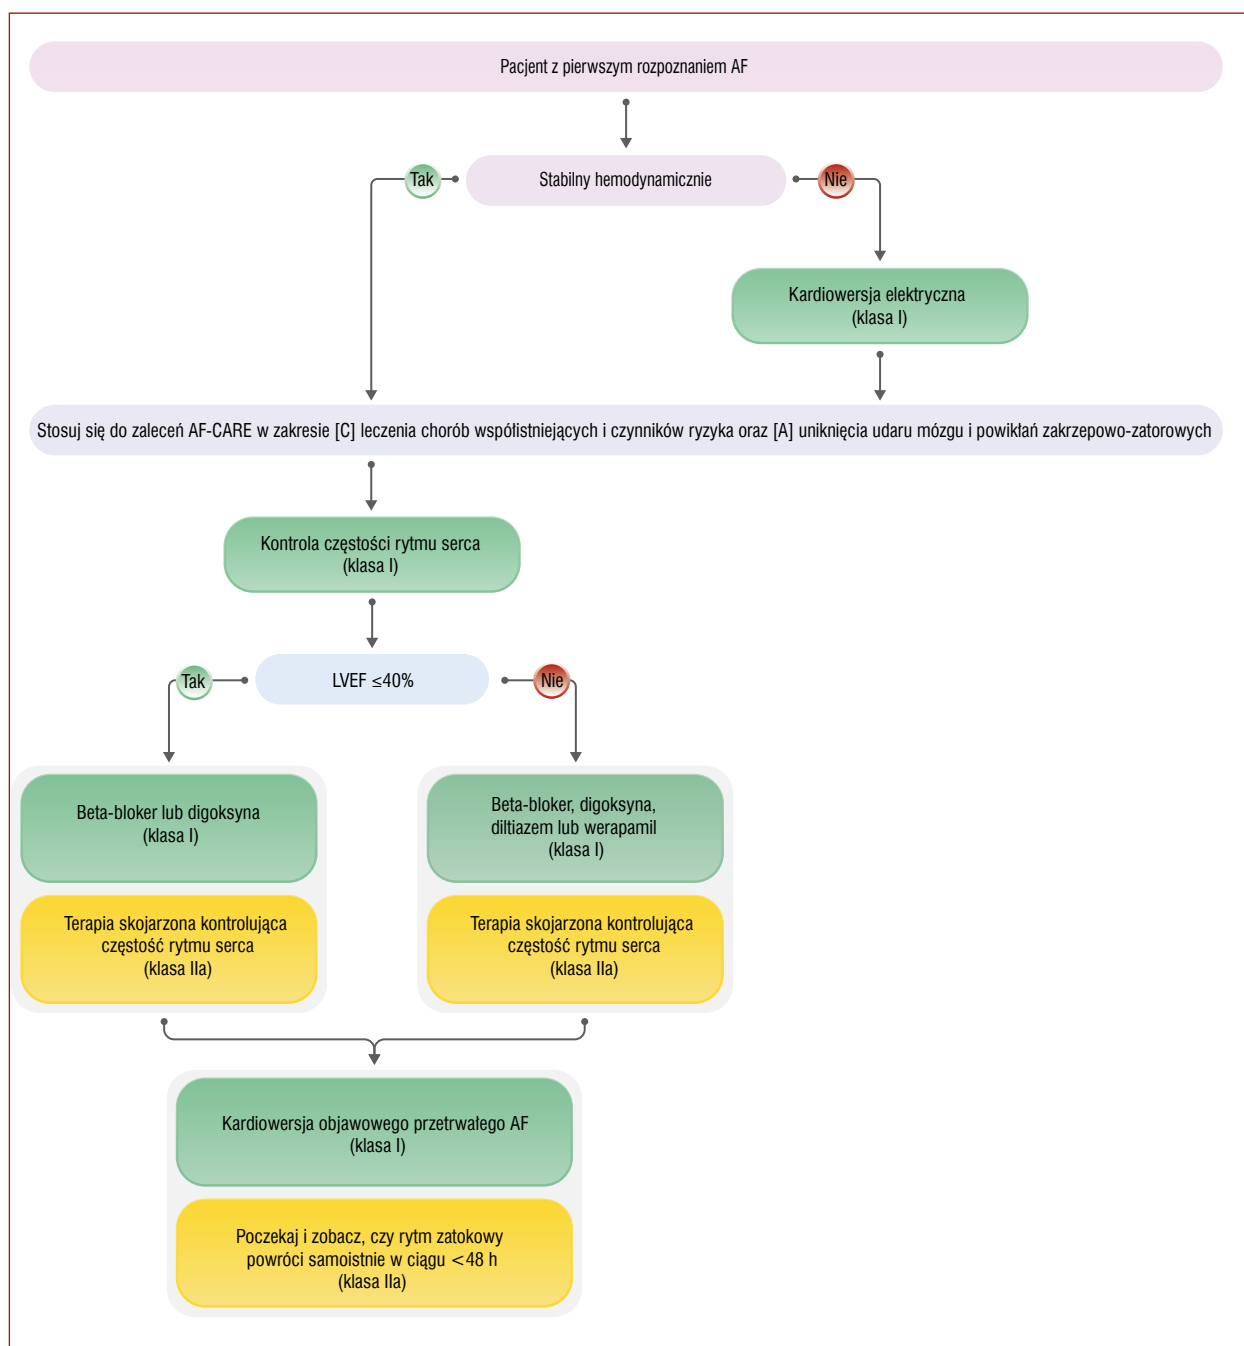 Pacjent z pierwszym rozpoznaniem AF
Tak
Stabilny hemodynamicznie
Nie
Kardiowersja elektryczna
(klasa I)
Stosuj się do zaleceń AF-CARE w zakresie [C] leczenia chorób współistniejących i czynników ryzyka oraz [A] uniknięcia udaru mózgu i powikłań zakrzepowo-zatorowych
Kontrola częstości rytmu serca
(klasa I)
Tak
LVEF ≤40%
Nie
Beta-bloker lub digoksyna
(klasa I)
Terapia skojarzona kontrolująca
częstość rytmu serca
(klasa IIa)
Beta-bloker, digoksyna,
diltiazem lub werapamil
(klasa I)
Terapia skojarzona kontrolująca
częstość rytmu serca
(klasa IIa)
Kardiowersja objawowego przetrwałego AF
(klasa I)
Poczekaj i zobacz, czy rytm zatokowy
powróci samoistnie w ciągu <48 h
(klasa IIa)